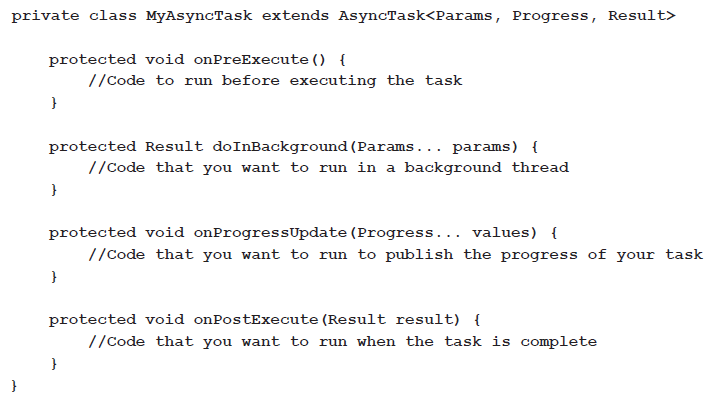 private class MyAsyncTask extends AsyncTask<Params, Progress, Result>
protected void onPreExecute() {
//Code to run before executing the task
}
protected Result doInBackground(Params... params) {
//Code that you want to run in a background thread
}
protected void onProgressUpdate(Progress... values) {
//Code that you want to run to publish the progress of your task
}
protected void onPostExecute(Result result) {
//Code that you want to run when the task is complete
}
}